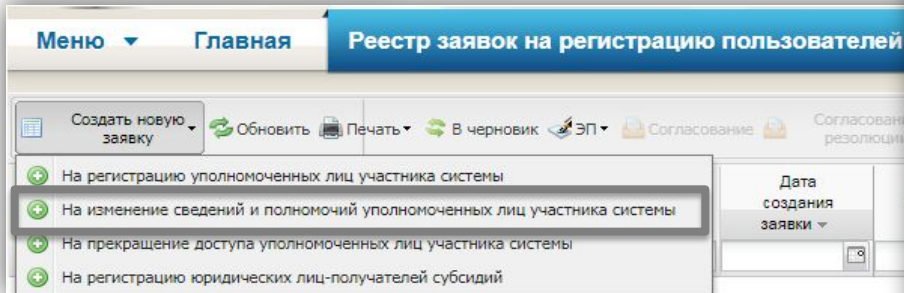 Меню Главная Реестр заявок на регистрацию пользователей
Создать новую заявку Обновить Печать В черновик ЭП Согласование
На регистрацию уполномоченных лиц участника системы
На изменение сведений и полномочий уполномоченных лиц участника системы
На прекращение доступа уполномоченных лиц участника системы
На регистрацию юридических лиц-получателей субсидий
Дата
создания
заявки